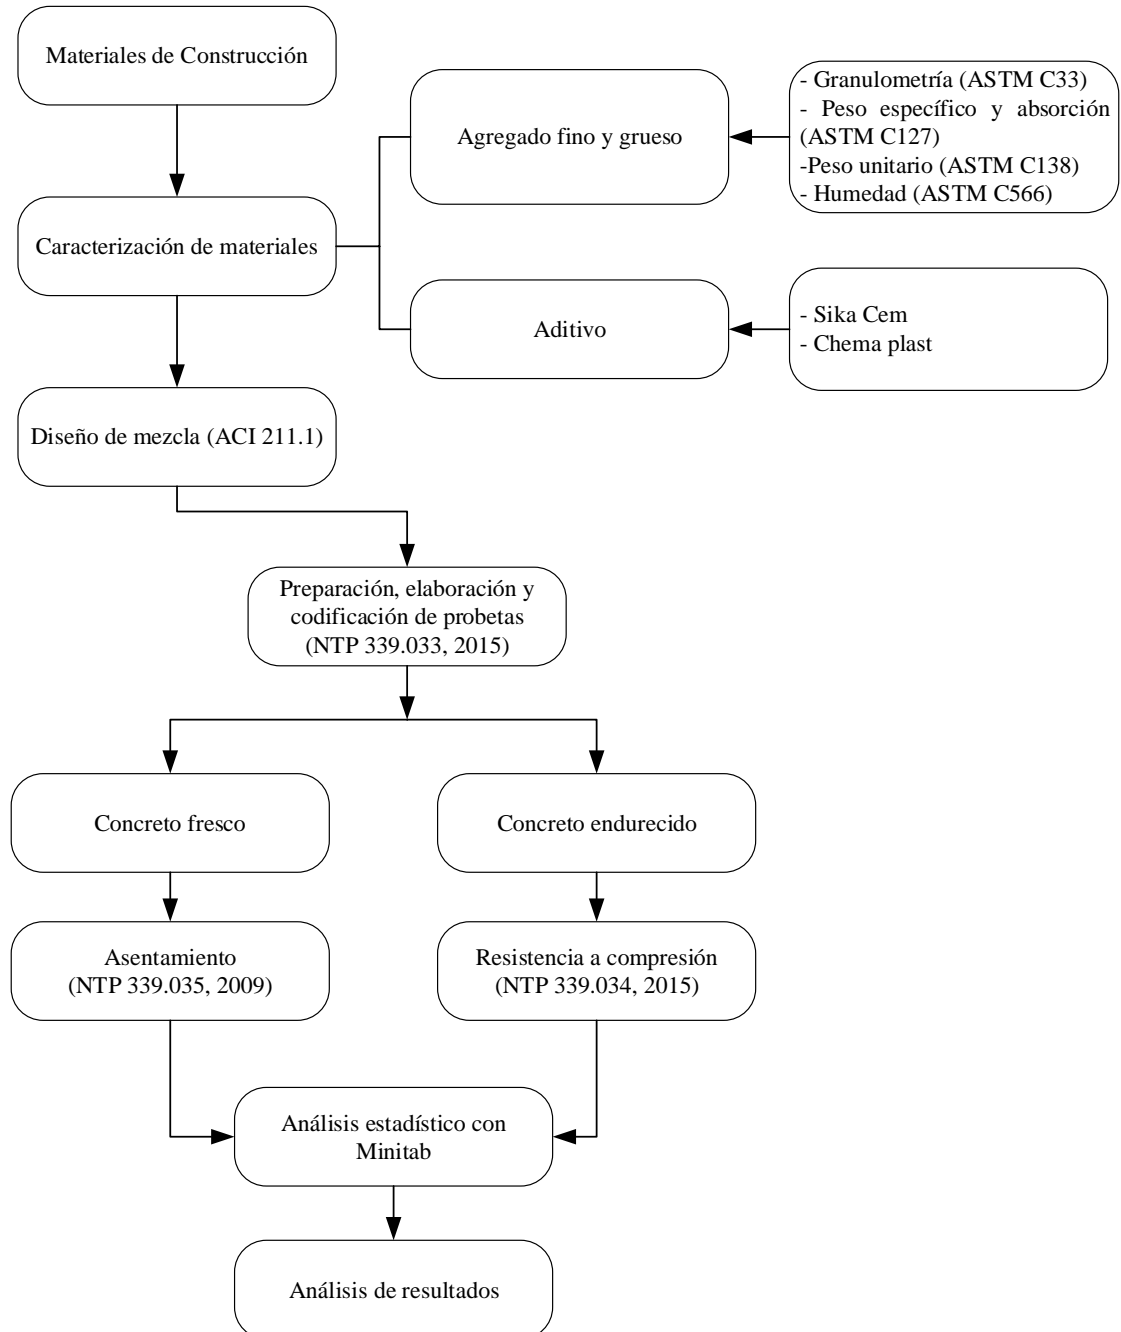 Materiales de Construcción
- Granulometría (ASTM C33)
- Peso específico y absorción
(ASTM C127)
-Peso unitario (ASTM C138)
- Humedad (ASTM C566)
Agregado fino y grueso
Caracterización de materiales
Aditivo
- Sika Cem
- Chema plast
Diseño de mezcla (ACI 211.1)
Preparación, elaboración y
codificación de probetas
(NTP 339.033, 2015)
Concreto fresco
Concreto endurecido
Asentamiento
(NTP 339.035, 2009)
Resistencia a compresión
(NTP 339.034, 2015)
Análisis estadístico con
Minitab
Análisis de resultados